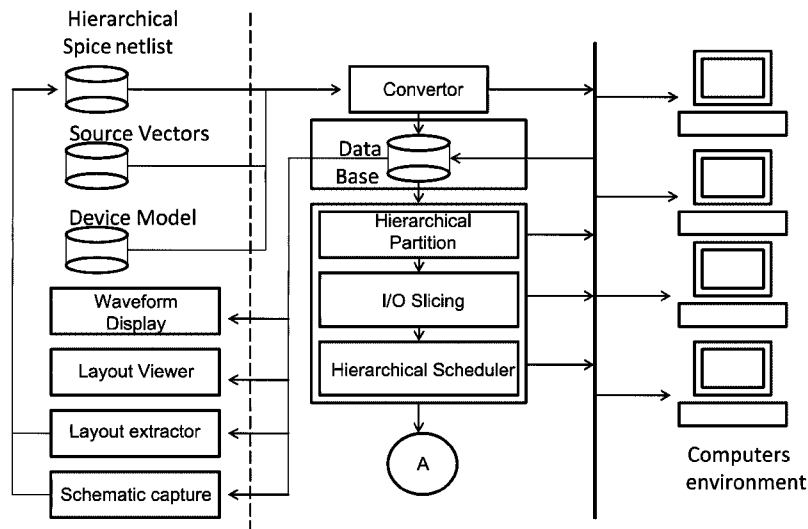 Hierarchical
Spice netlist
Source Vectors
Device Model
Waveform
Display
Layout Viewer
Layout extractor
Schematic capture
Convertor
Data
Base
Hierarchical
Partition
I/O Slicing
Hierarchical Scheduler
A
Computers
environment